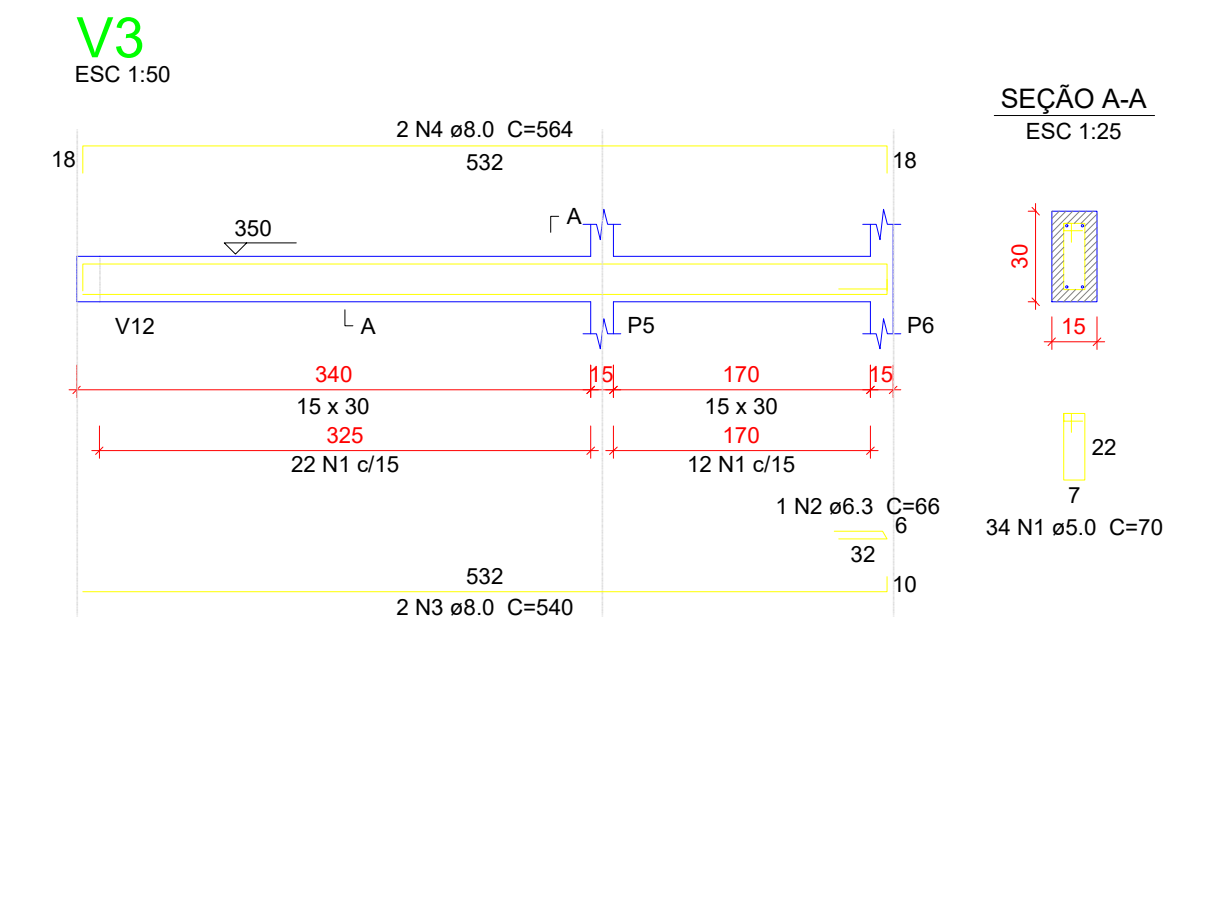 V3
ESC 1:50
SEÇÃO A-A
ESC 1:25
2 N4 ø8.0 C=564
18
532
18
350
A
A
V12
P5
P6
30
15
340
15
170
15
15 x 30
15 x 30
325
170
22 N1 c/15
12 N1 c/15
22
7
34 N1 ø5.0 C=70
1 N2 ø6.3 C=66
6
32
532
10
2 N3 ø8.0 C=540